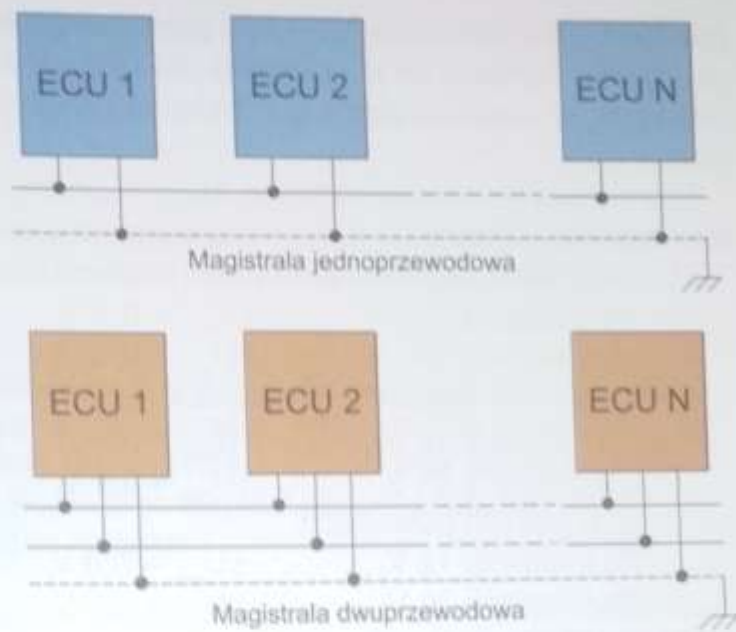 ECU 1 ECU 2 ECU N
Magistrala jednoprzewodowa
ECU 1 ECU 2 ECU N
Magistrala dwuprzewodowa